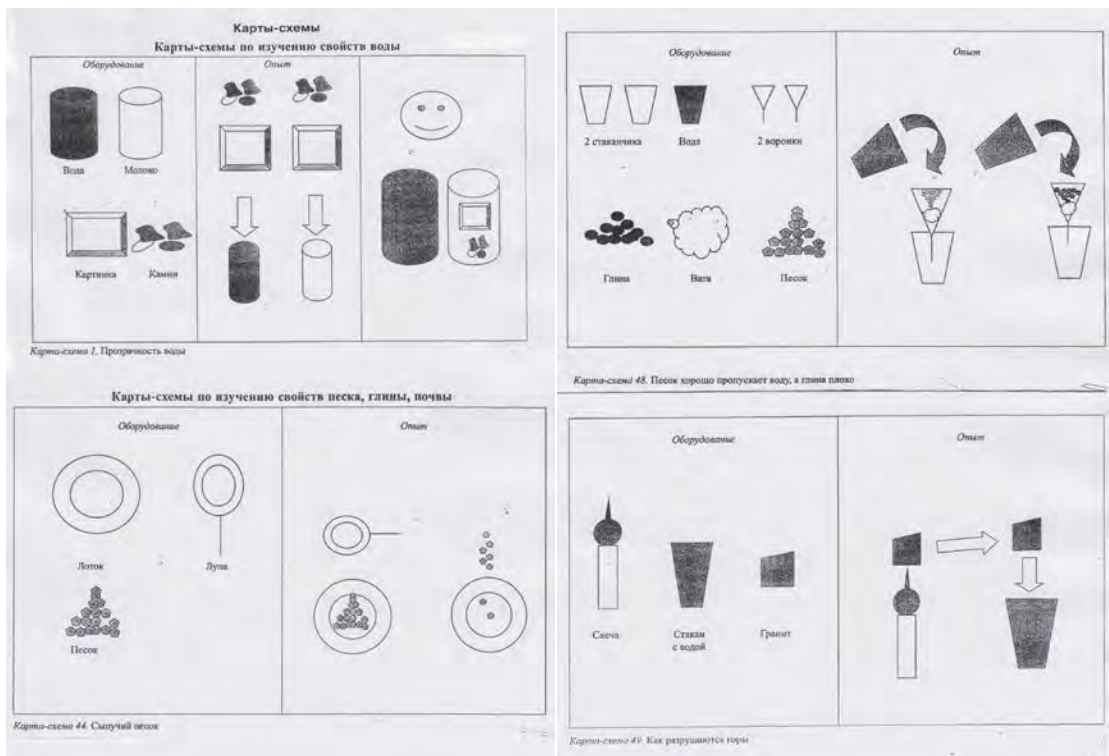 Карты-схемы
Карты-схемы по изучению свойств воды
Оборудование
Опыт
Вода
Молоко
Картинка
Камни
Карта-схема 1. Прозрачность воды
Карты-схемы по изучению свойств песка, глины, почвы
Оборудование
Опыт
Лоток
Лупа
Песок
Карта-схема 44. Сыпучий песок
Оборудование
Опыт
2 стаканчика
Вода
2 воронки
Глина
Вата
Песок
Карта-схема 48. Песок хорошо пропускает воду, а глина плохо
Оборудование
Опыт
Свеча
Стакан
с водой
Гранит
Карта-схема 49. Как разрушаются горы